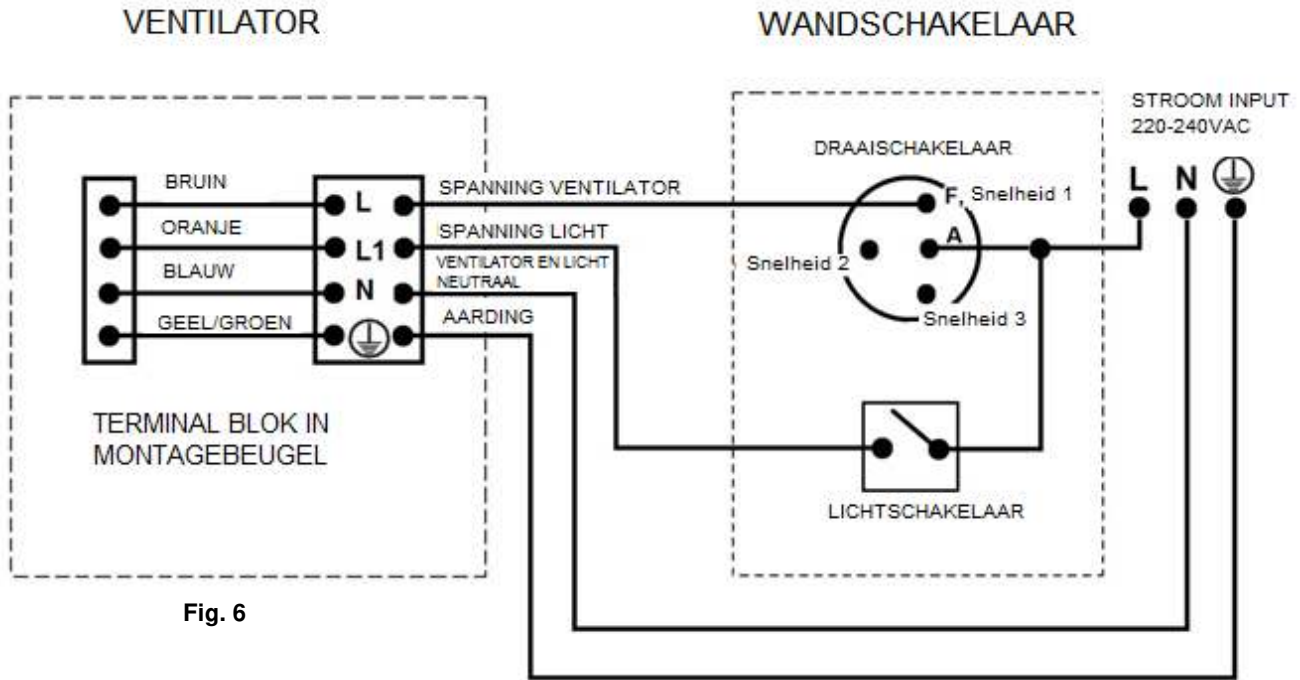 VENTILATOR
WANDSCHAKELAAR
STROOM INPUT
220-240VAC
L N
DRAAISCHAKELAAR
F, Snelheid 1
A
Snelheid 2
Snelheid 3
BRUIN
L
SPANNING VENTILATOR
ORANJE
L1
SPANNING LICHT
BLAUW
N
VENTILATOR EN LICHT
NEUTRAAL
GEEL/GROEN
AARDING
TERMINAL BLOK IN
MONTAGEBEUGEL
LICHTSCHAKELAAR
Fig. 6